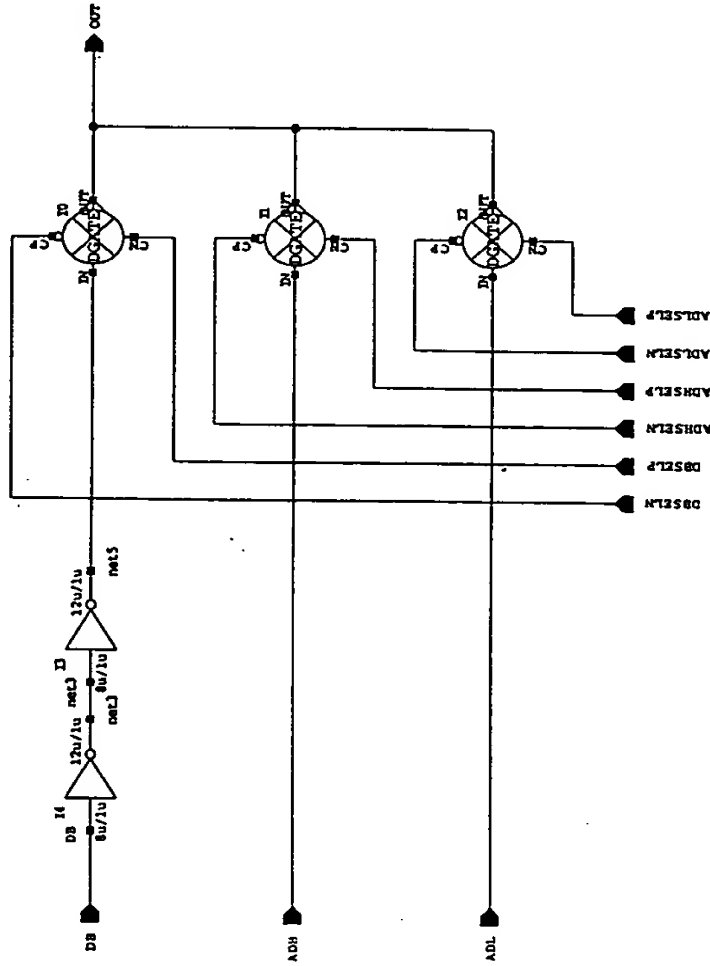 OUT
I0
OUT
CP
DGATE
CN
IN
I1
OUT
CP
DGATE
CN
IN
I2
OUT
CP
DGATE
CN
IN
ADLSELP
ADLSELN
ADHSELP
ADHSELN
DBSELP
DBSELN
net5
12u/1u
I3
8u/1u
net3
net3
12u/1u
I4
8u/1u
DB
DB
ADH
ADL